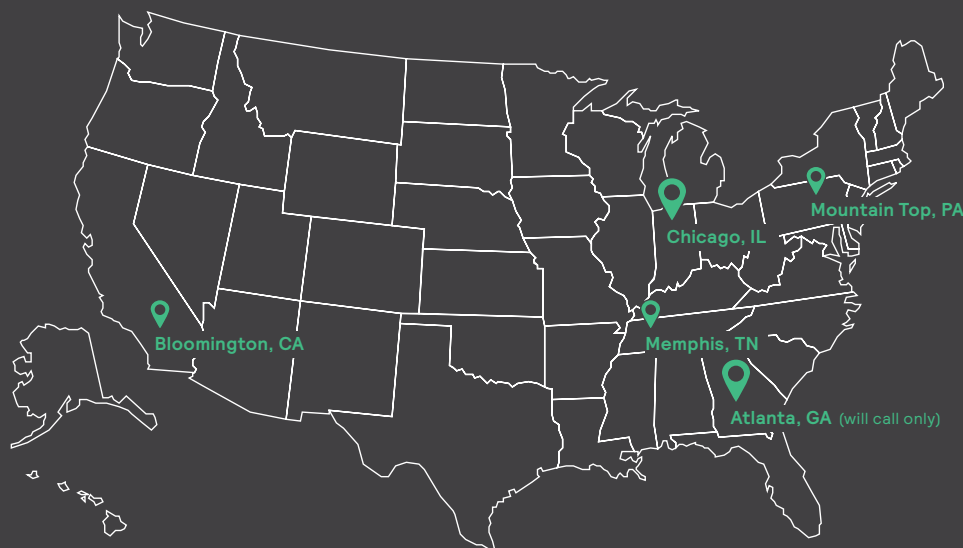 Mountain Top, PA
Chicago, IL
Bloomington, CA
Memphis, TN
Atlanta, GA (will call only)